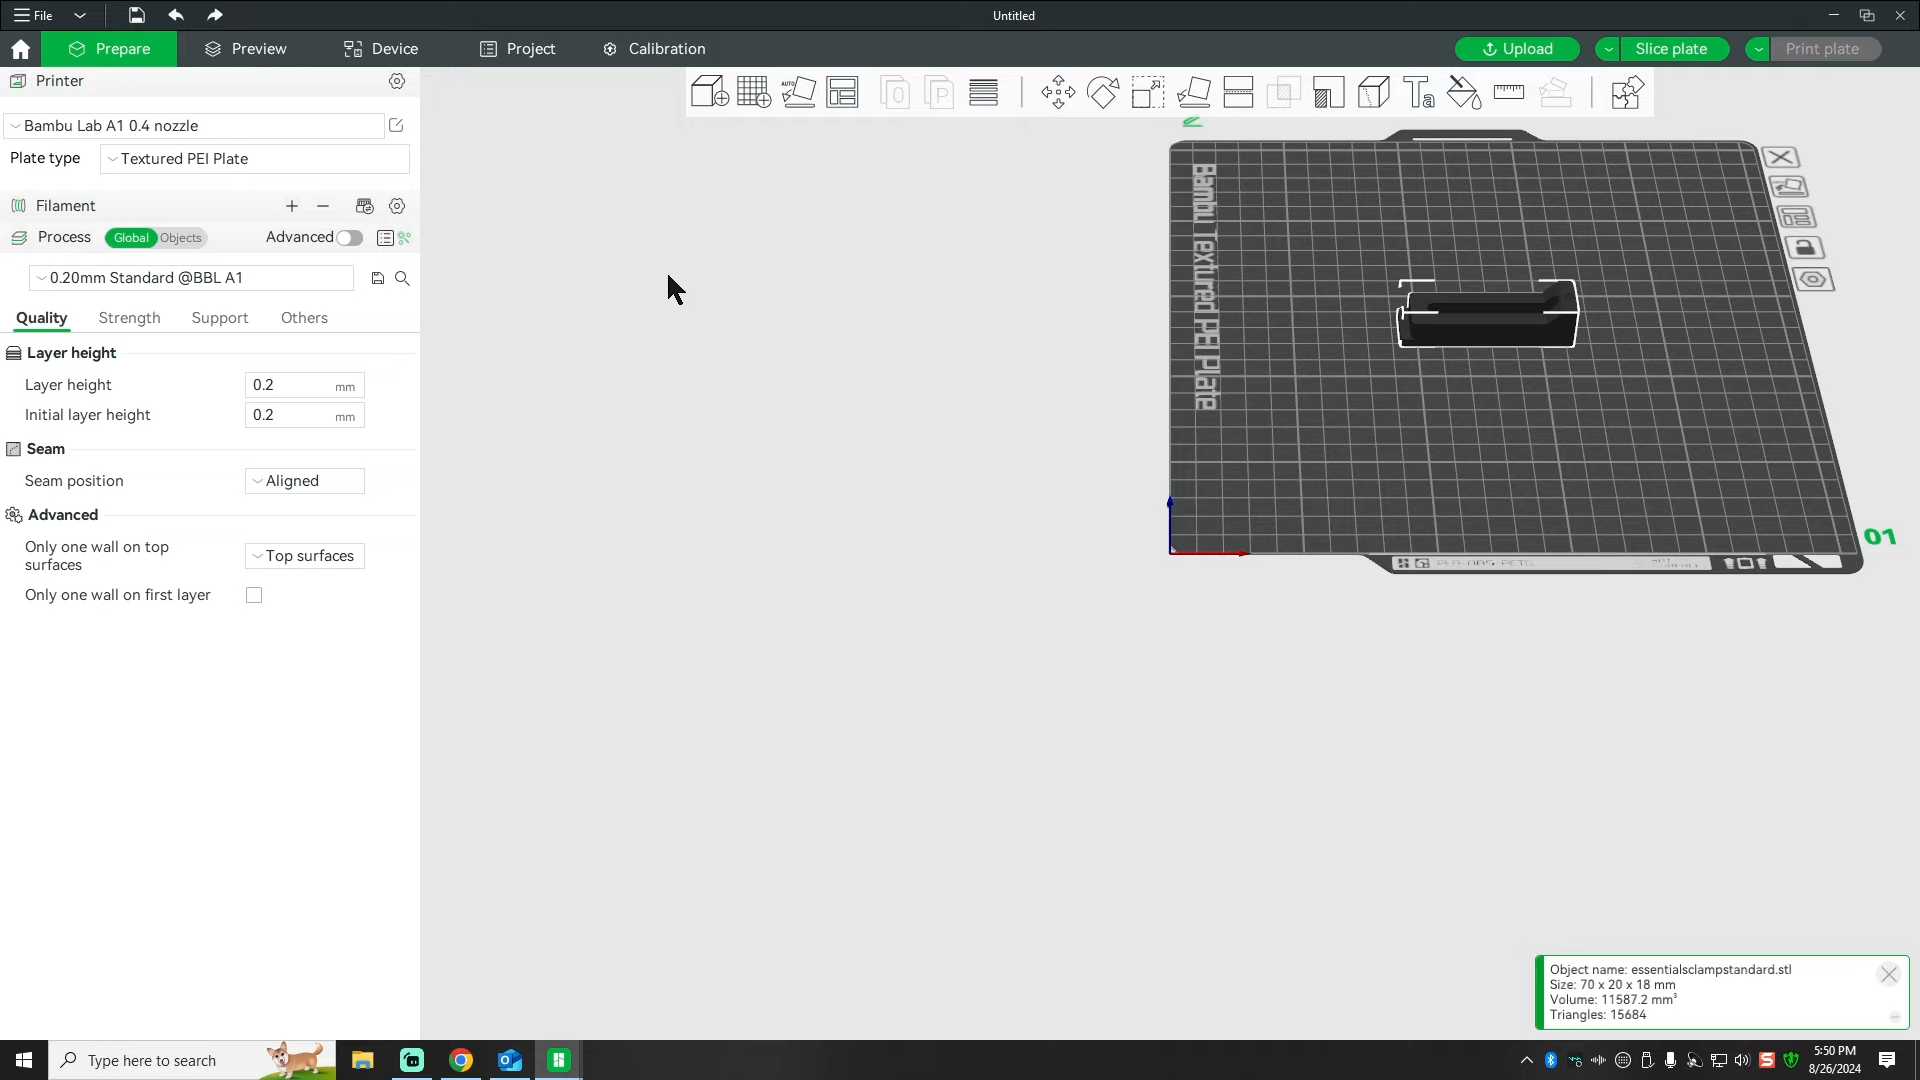 File
Untitled
Prepare
Preview
Device
Project
Calibration
Upload
Slice plate
Print plate
Printer
Bambu Lab A1 0.4 nozzle
Plate type
Textured PEI Plate
Filament
Process
Global
Objects
Advanced
0.20mm Standard @BBL A1
Quality
Strength
Support
Others
Layer height
Layer height
0.2
mm
Initial layer height
0.2
mm
Seam
Seam position
Aligned
Advanced
Only one wall on top
surfaces
Top surfaces
Only one wall on first layer
AUTO
O
P
Ta
Bambu Textured PEI Plate
01
Object name: essentialsclampstandard.stl
Size: 70 x 20 x 18 mm
Volume: 11587.2 mm³
Triangles: 15684
Type here to search
5:50 PM
8/26/2024